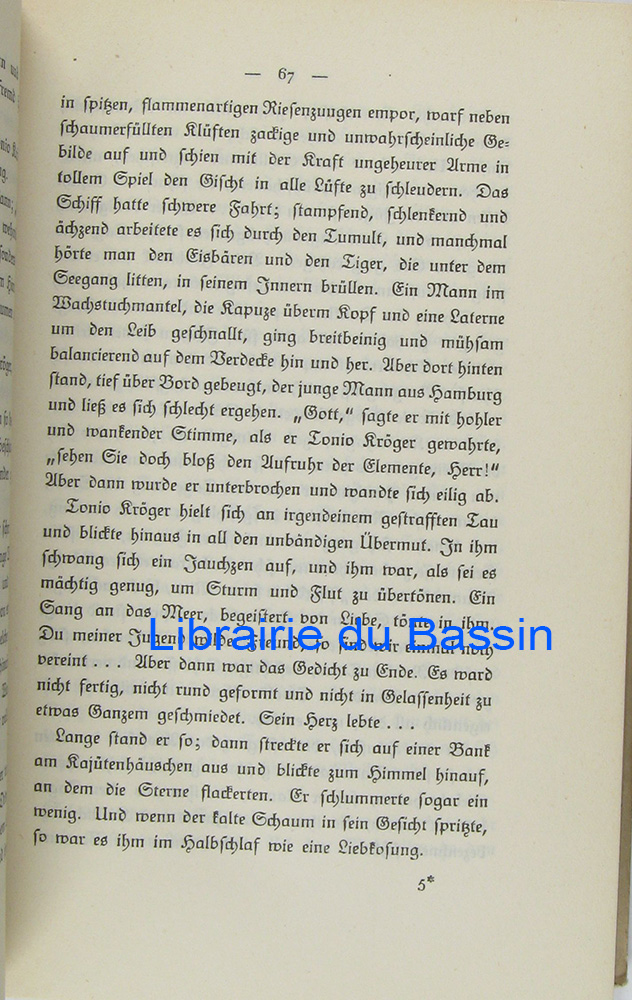 — 67 —
in spitzen, flammenartigen Riesenzungen empor, warf neben
schaumerfüllten Klüften zackige und unwahrscheinliche Ge-
bilde auf und schien mit der Kraft ungeheurer Arme in
tollem Spiel den Gischt in alle Lüfte zu schleudern. Das
Schiff hatte schwere Fahrt; stampfend, schlenkernd und
ächzend arbeitete es sich durch den Tumult, und manchmal
hörte man den Eisbären und den Tiger, die unter dem
Seegang litten, in seinem Innern brüllen. Ein Mann im
Wachstuchmantel, die Kapuze überm Kopf und eine Laterne
um den Leib geschnallt, ging breitbeinig und mühsam
balancierend auf dem Verdecke hin und her. Aber dort hinten
stand, tief über Bord gebeugt, der junge Mann aus Hamburg
und ließ es sich schlecht ergehen. „Gott,“ sagte er mit hohler
und wankender Stimme, als er Tonio Kröger gewahrte,
„sehen Sie doch bloß den Aufruhr der Elemente, Herr!“
Aber dann wurde er unterbrochen und wandte sich eilig ab.
Tonio Kröger hielt sich an irgendeinem gestrafften Tau
und blickte hinaus in all den unbändigen Übermut. In ihm
schwang sich ein Jauchzen auf, und ihm war, als sei es
mächtig genug, um Sturm und Flut zu übertönen. Ein
Sang an das Meer, begeistert von Liebe, tönte in ihm.
Du meiner Jugend wilder Freund, so sind wir einmal noch
vereint . . . Aber dann war das Gedicht zu Ende. Es ward
nicht fertig, nicht rund geformt und nicht in Gelassenheit zu
etwas Ganzem geschmiedet. Sein Herz lebte . . .
Lange stand er so; dann streckte er sich auf einer Bank
am Kajütenhäuschen aus und blickte zum Himmel hinauf,
an dem die Sterne flackerten. Er schlummerte sogar ein
wenig. Und wenn der kalte Schaum in sein Gesicht spritzte,
so war es ihm im Halbschlaf wie eine Liebkosung.
5*
Librairie du Bassin